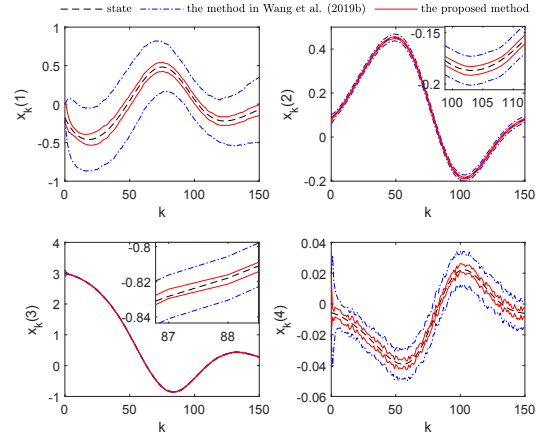 state the method in Wang et al. (2019b) the proposed method
1
0.5
0
-0.5
-1
0 50 100 150
k
x_k(1)
0.4
0.2
0
-0.2
0 50 100 150
k
x_k(2)
-0.15
-0.2
100 105 110
3
2
1
0
-1
0 50 100 150
k
x_k(3)
-0.8
-0.82
-0.84
87 88
0.04
0.02
0
-0.02
-0.04
-0.06
0 50 100 150
k
x_k(4)